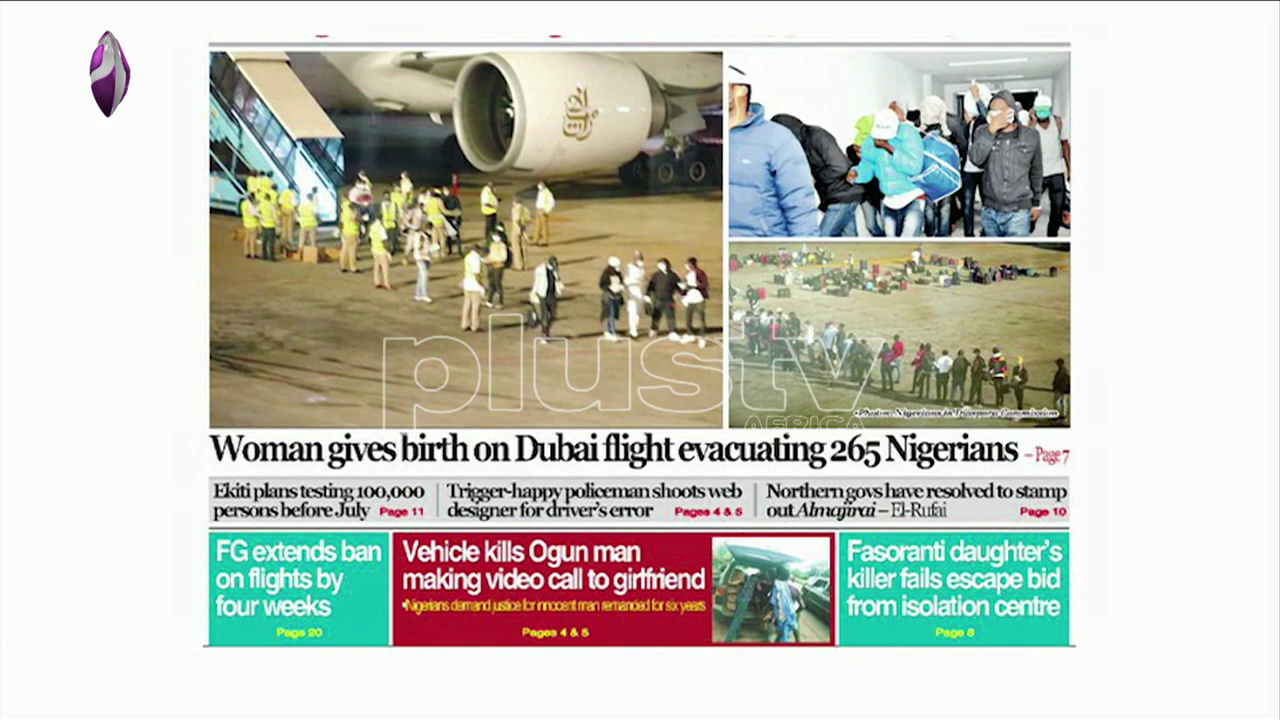 plustv
AFRICA
•Photos: Nigerians in Diaspora Commission
Woman gives birth on Dubai flight evacuating 265 Nigerians – Page 7
Ekiti plans testing 100,000
persons before July Page 11
Trigger-happy policeman shoots web
designer for driver's error Pages 4 & 5
Northern govs have resolved to stamp
out Almajirai – El-Rufai Page 10
FG extends ban
on flights by
four weeks
Page 20
Vehicle kills Ogun man
making video call to girlfriend
•Nigerians demand justice for innocent man remanded for six years
Pages 4 & 5
Fasoranti daughter's
killer fails escape bid
from isolation centre
Page 8